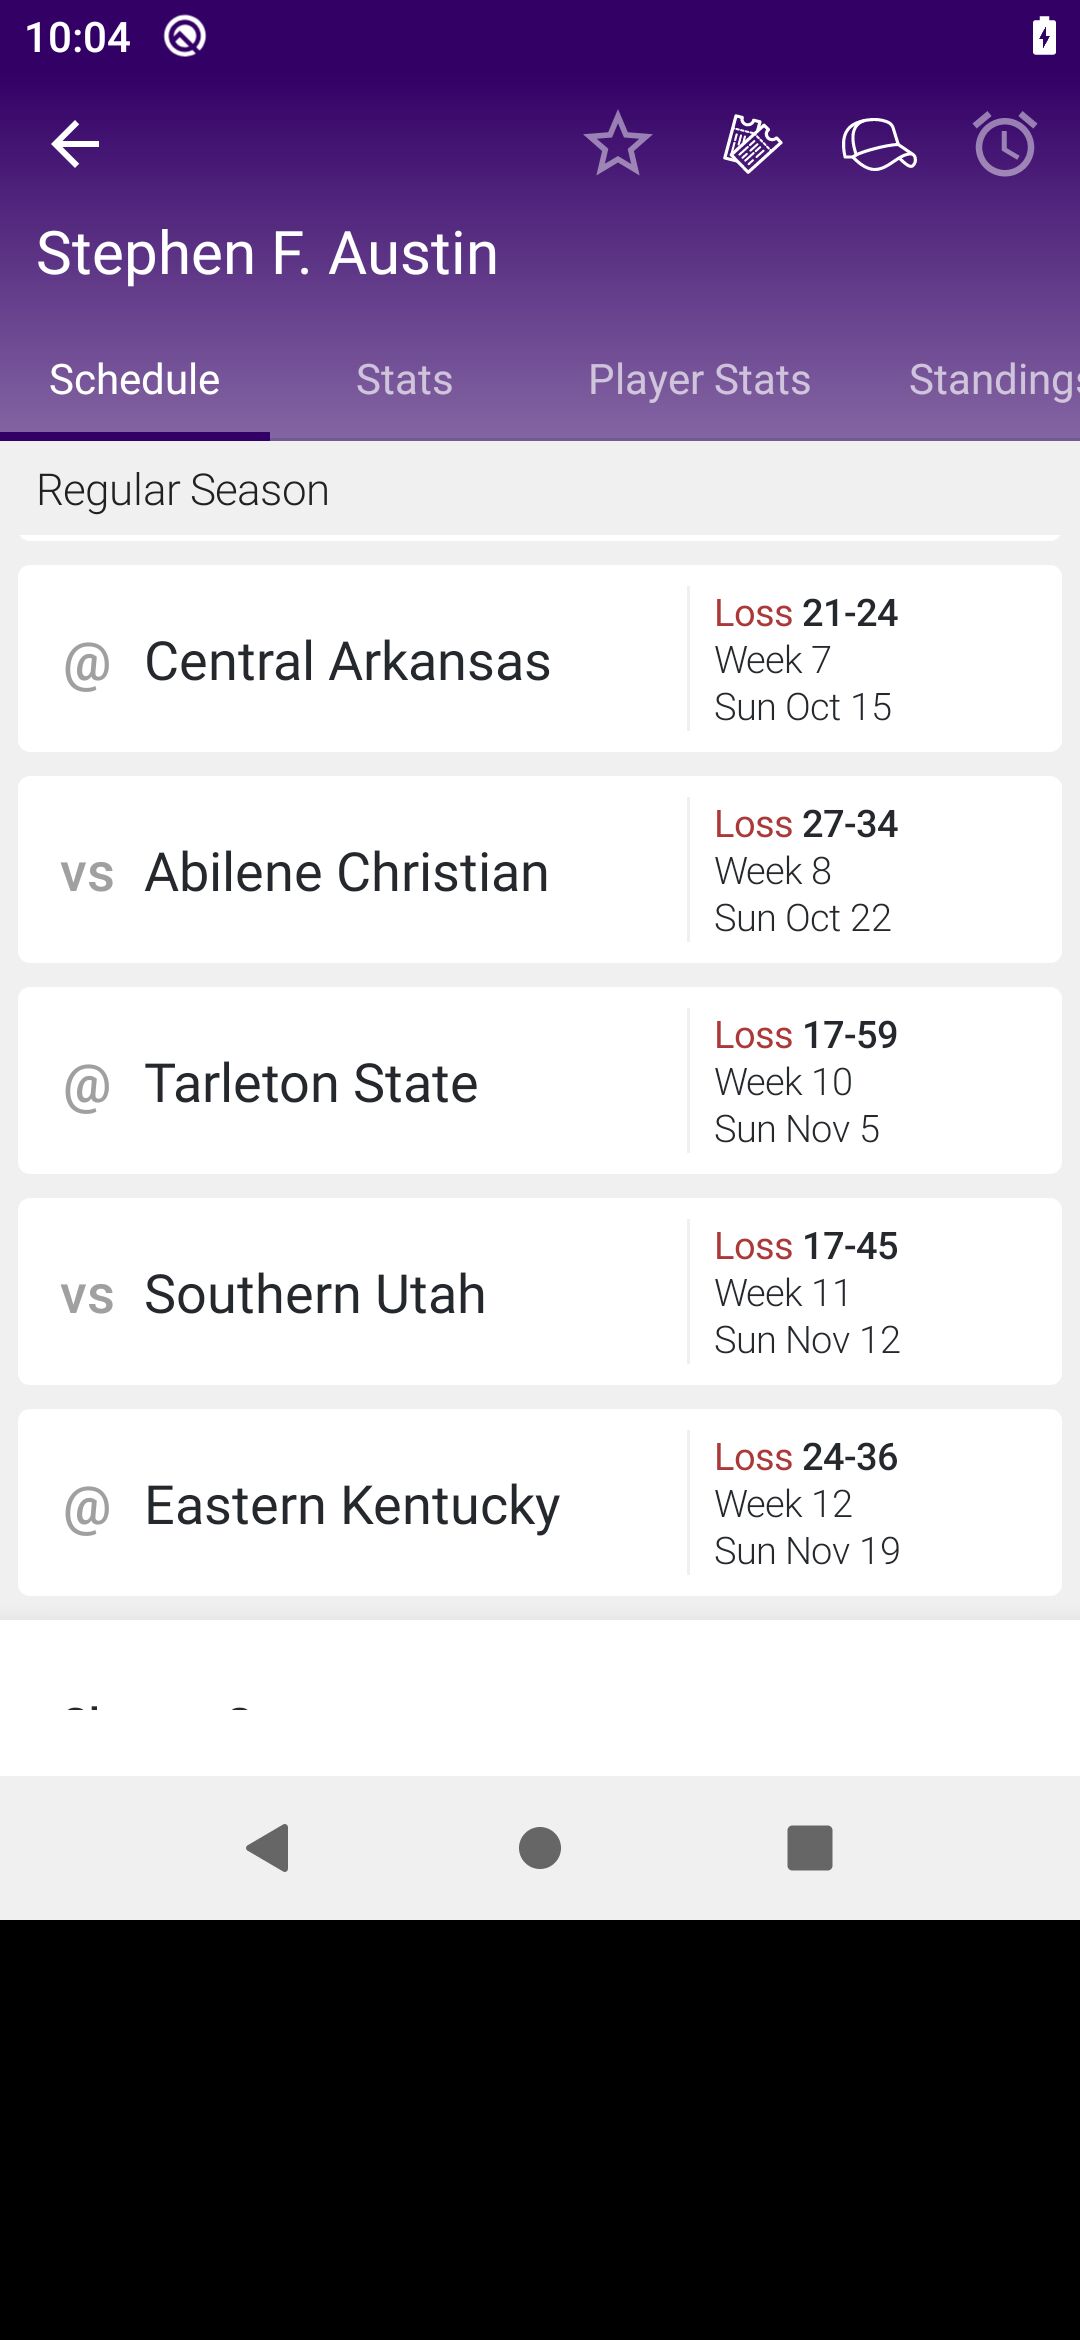 10:04
Stephen F. Austin
Schedule
Stats
Player Stats
Standings
Regular Season
@ Central Arkansas
Loss 21-24
Week 7
Sun Oct 15
vs Abilene Christian
Loss 27-34
Week 8
Sun Oct 22
@ Tarleton State
Loss 17-59
Week 10
Sun Nov 5
vs Southern Utah
Loss 17-45
Week 11
Sun Nov 12
@ Eastern Kentucky
Loss 24-36
Week 12
Sun Nov 19